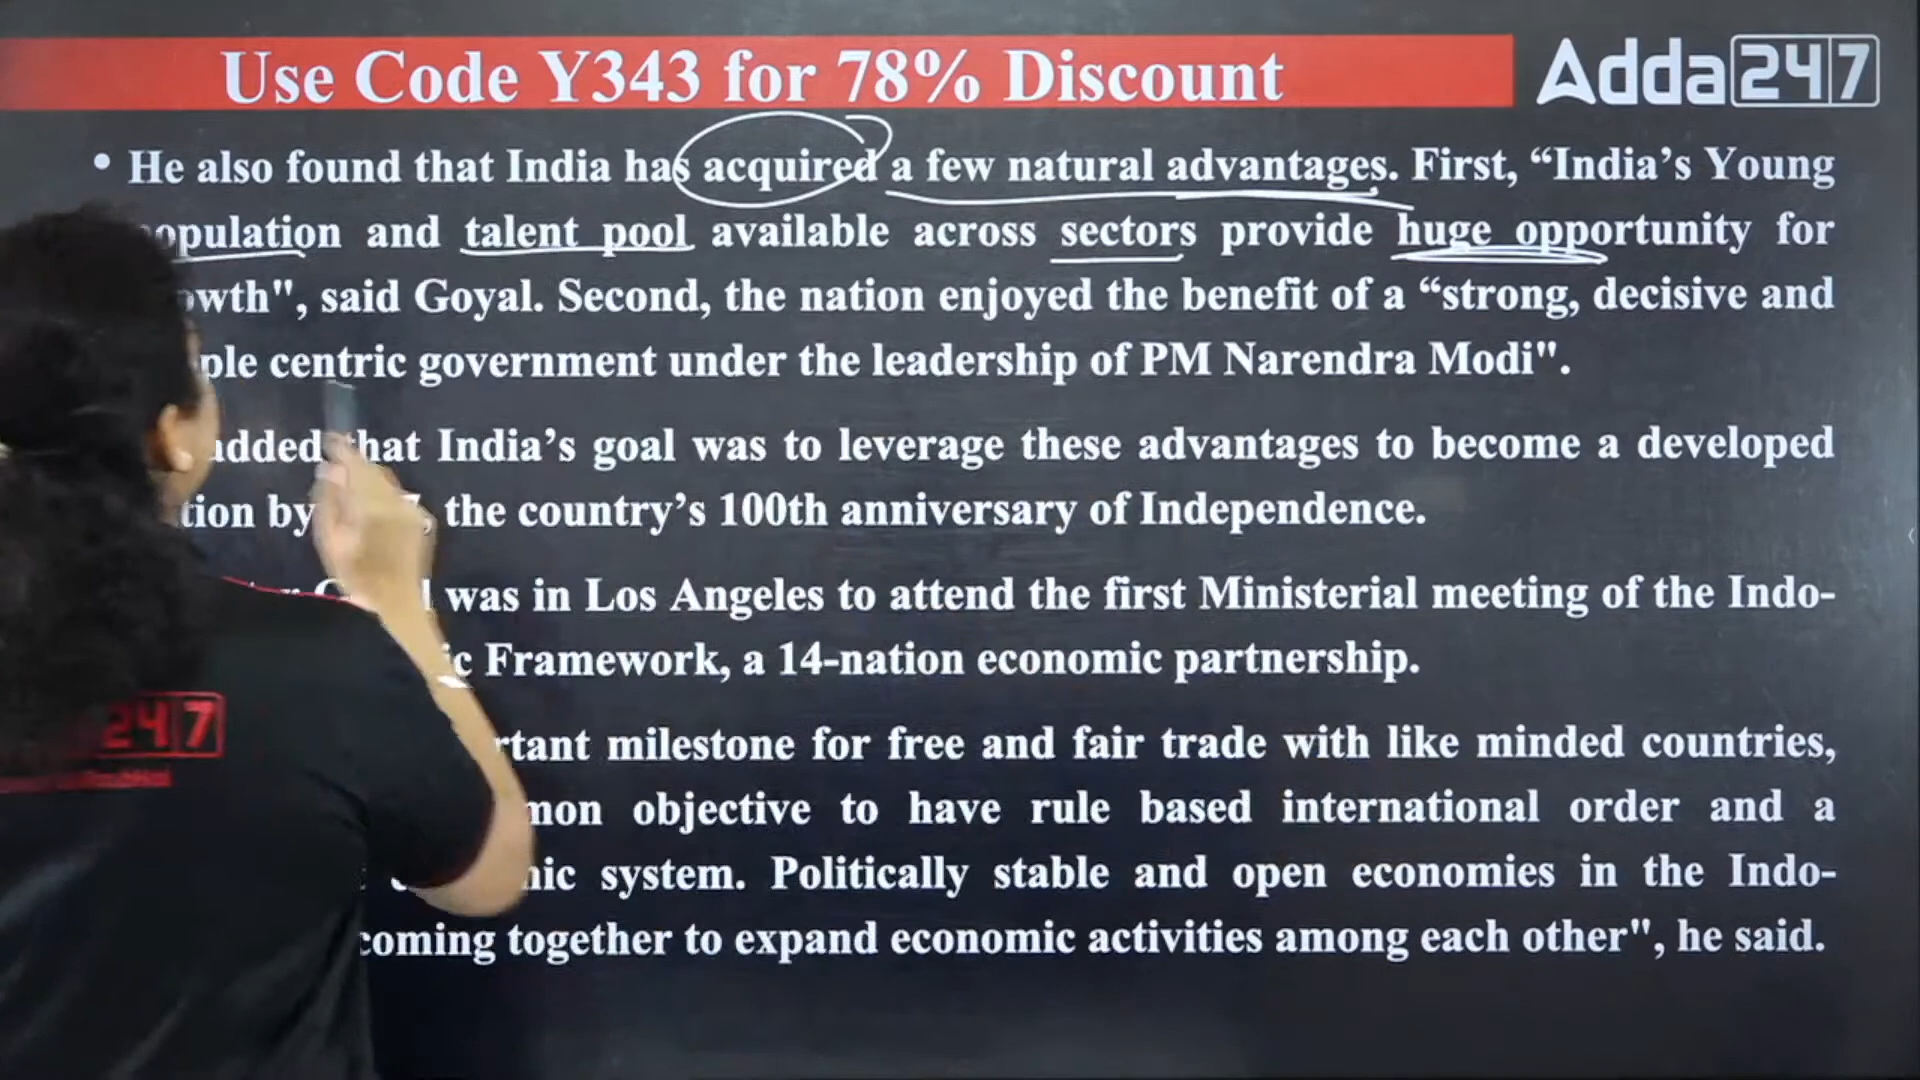 Use Code Y343 for 78% Discount
Adda247
• He also found that India has acquired a few natural advantages. First, “India’s Young
opulation and talent pool available across sectors provide huge opportunity for
owth", said Goyal. Second, the nation enjoyed the benefit of a “strong, decisive and
ple centric government under the leadership of PM Narendra Modi".
added that India’s goal was to leverage these advantages to become a developed
tion by , the country’s 100th anniversary of Independence.
was in Los Angeles to attend the first Ministerial meeting of the Indo-
c Framework, a 14-nation economic partnership.
rtant milestone for free and fair trade with like minded countries,
mon objective to have rule based international order and a
nic system. Politically stable and open economies in the Indo-
coming together to expand economic activities among each other", he said.
247